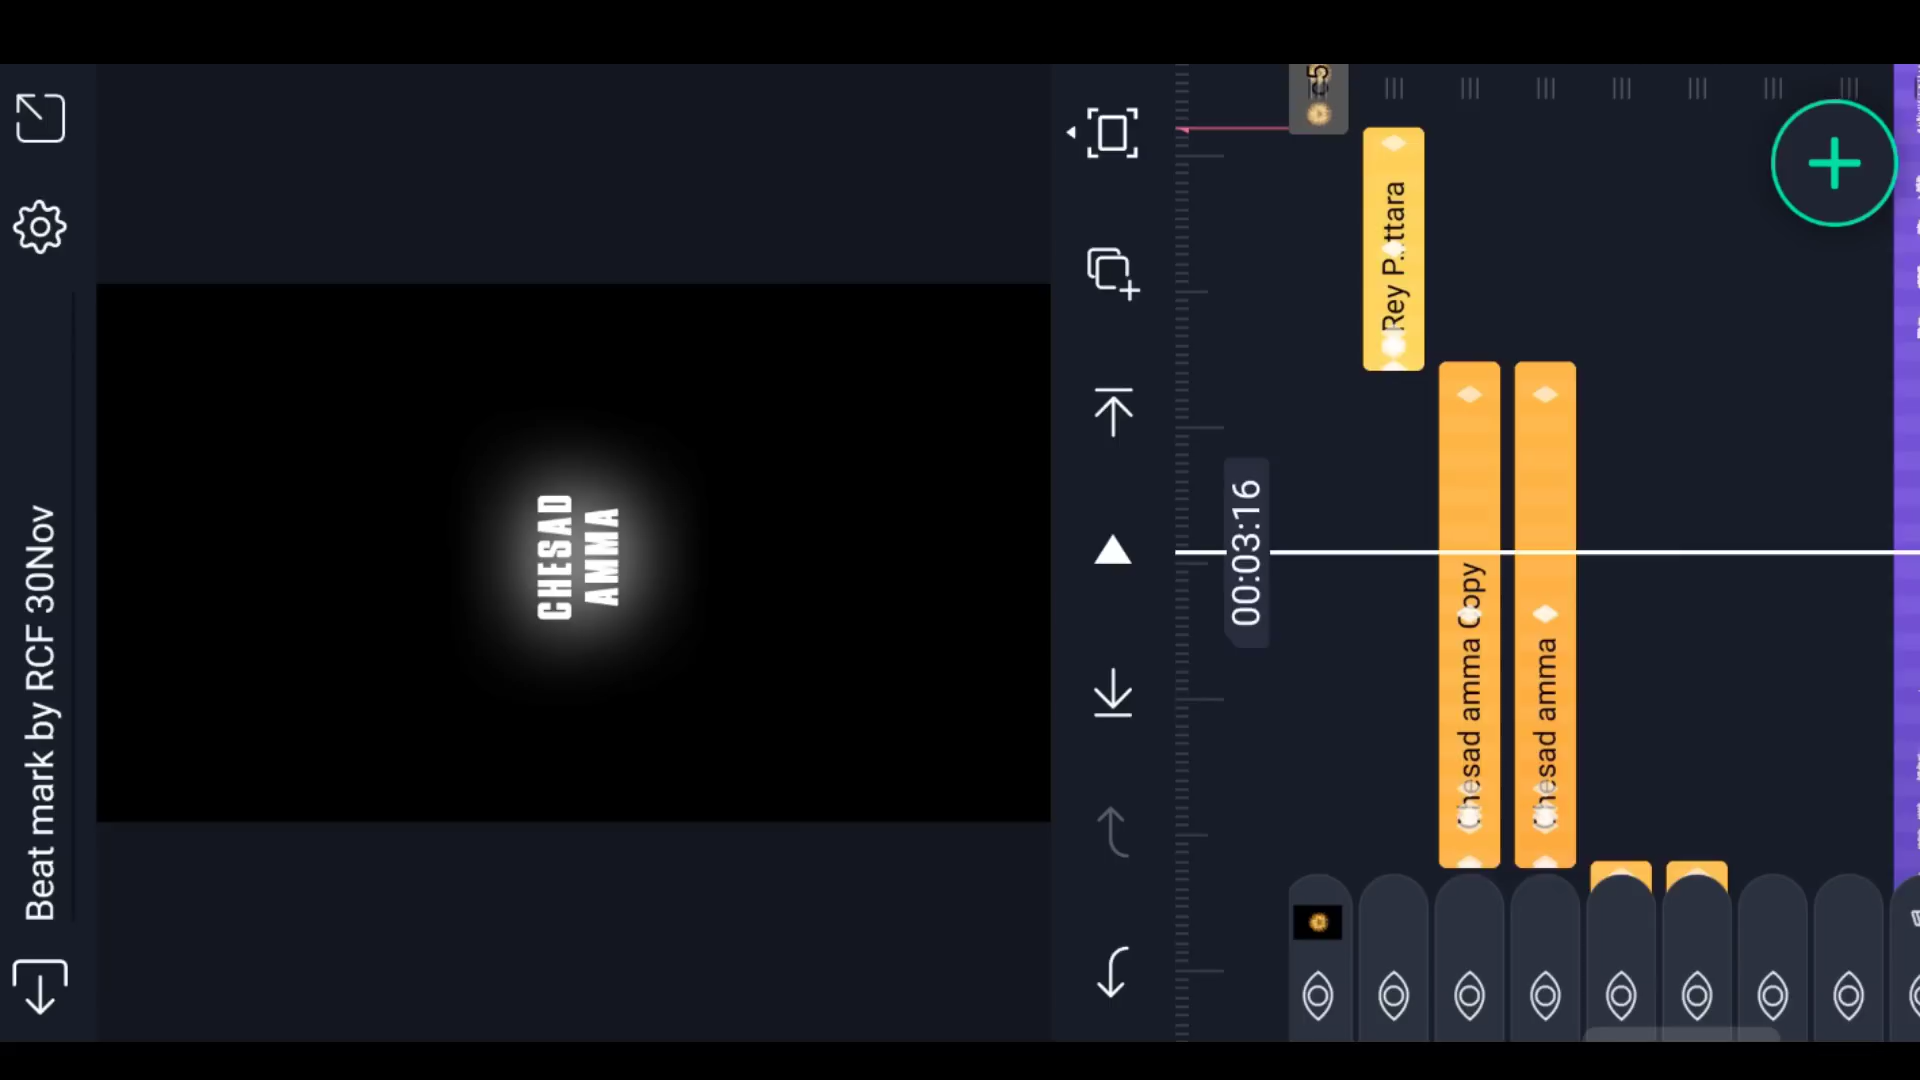 Beat mark by RCF 30Nov
CHESAD
AMMA
00:03:16
Rey P...ttara
Chesad amma Copy
Chesad amma